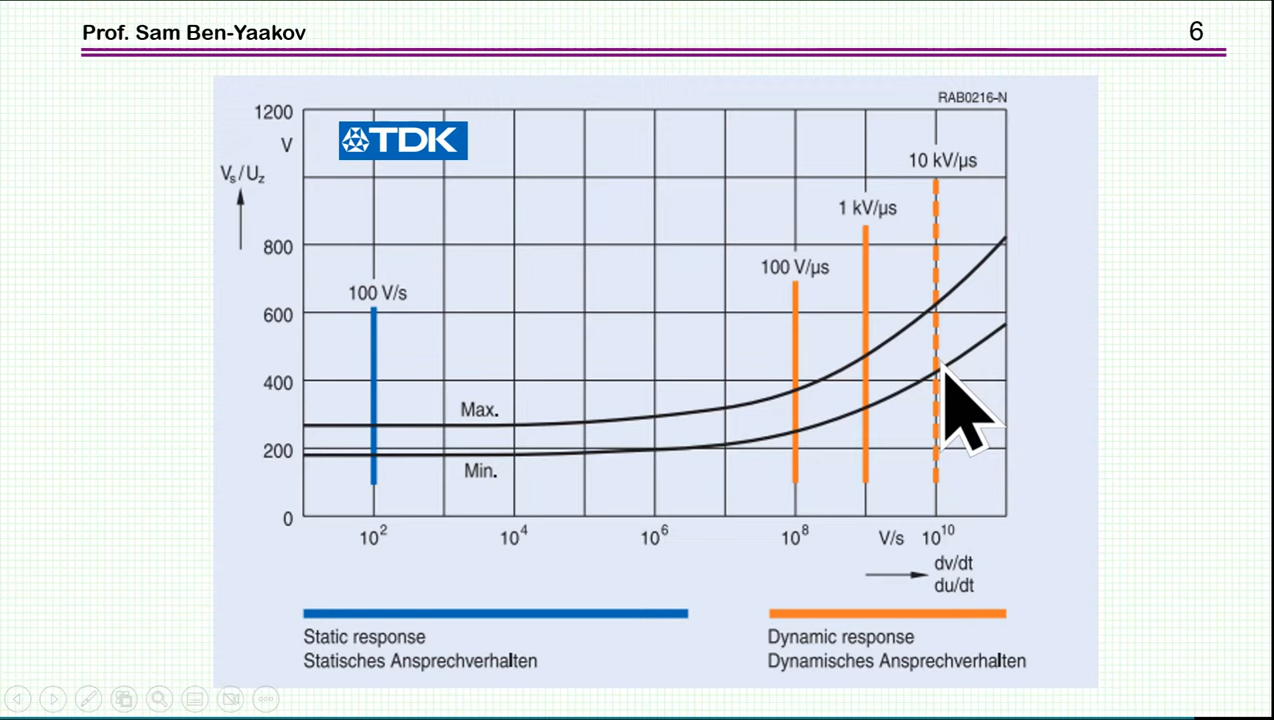 Prof. Sam Ben-Yaakov
6
RAB0216-N
TDK
1200
V
Vₛ/U_z
800
600
400
200
0
100 V/s
100 V/µs
1 kV/µs
10 kV/µs
Max.
Min.
10² 10⁴ 10⁶ 10⁸ V/s 10¹⁰
dv/dt
du/dt
Static response
Statisches Ansprechverhalten
Dynamic response
Dynamisches Ansprechverhalten